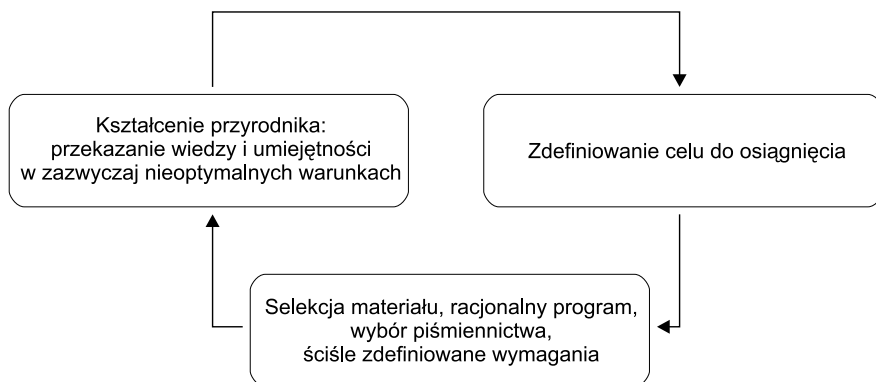 Kształcenie przyrodnika:
przekazanie wiedzy i umiejętności
w zazwyczaj nieoptymalnych warunkach
Zdefiniowanie celu do osiągnięcia
Selekcja materiału, racjonalny program,
wybór piśmiennictwa,
ściśle zdefiniowane wymagania